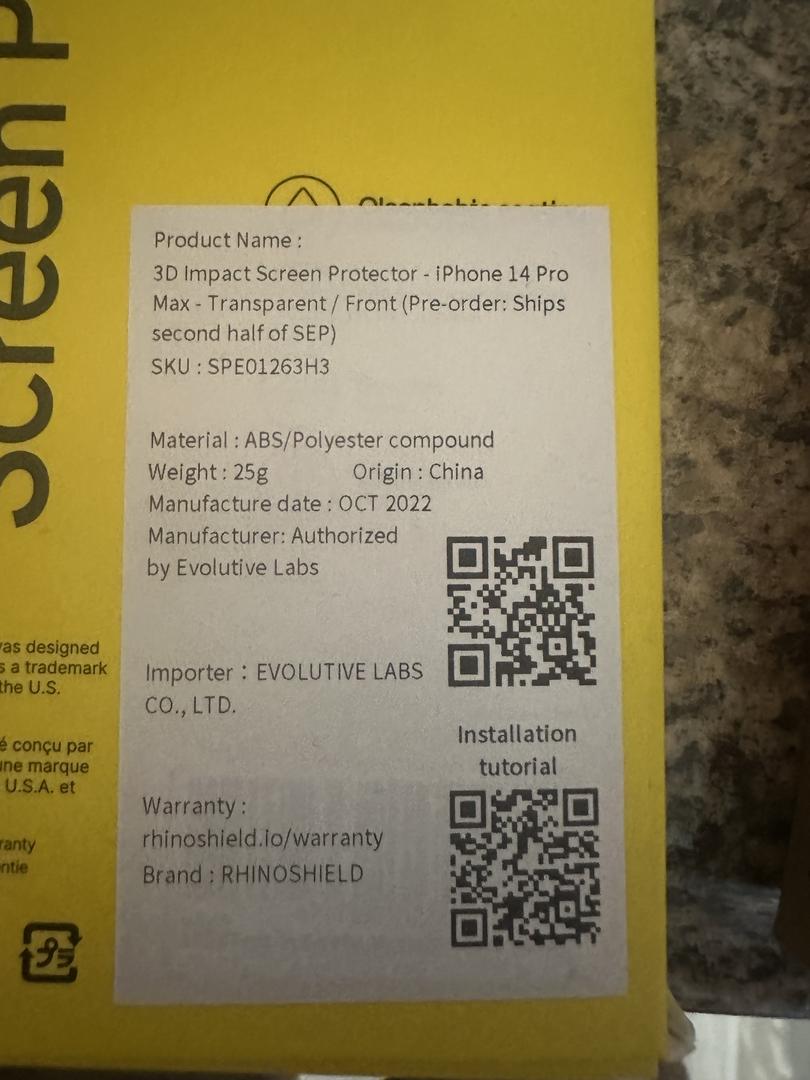 Screen P
Product Name :
3D Impact Screen Protector - iPhone 14 Pro
Max - Transparent / Front (Pre-order: Ships
second half of SEP)
SKU : SPE01263H3
Material : ABS/Polyester compound
Weight : 25g Origin : China
Manufacture date : OCT 2022
Manufacturer: Authorized
by Evolutive Labs
Importer : EVOLUTIVE LABS
CO., LTD.
Installation
tutorial
Warranty :
rhinoshield.io/warranty
Brand : RHINOSHIELD
vas designed
s a trademark
the U.S.
é conçu par
une marque
U.S.A. et
ranty
ntie
プラ